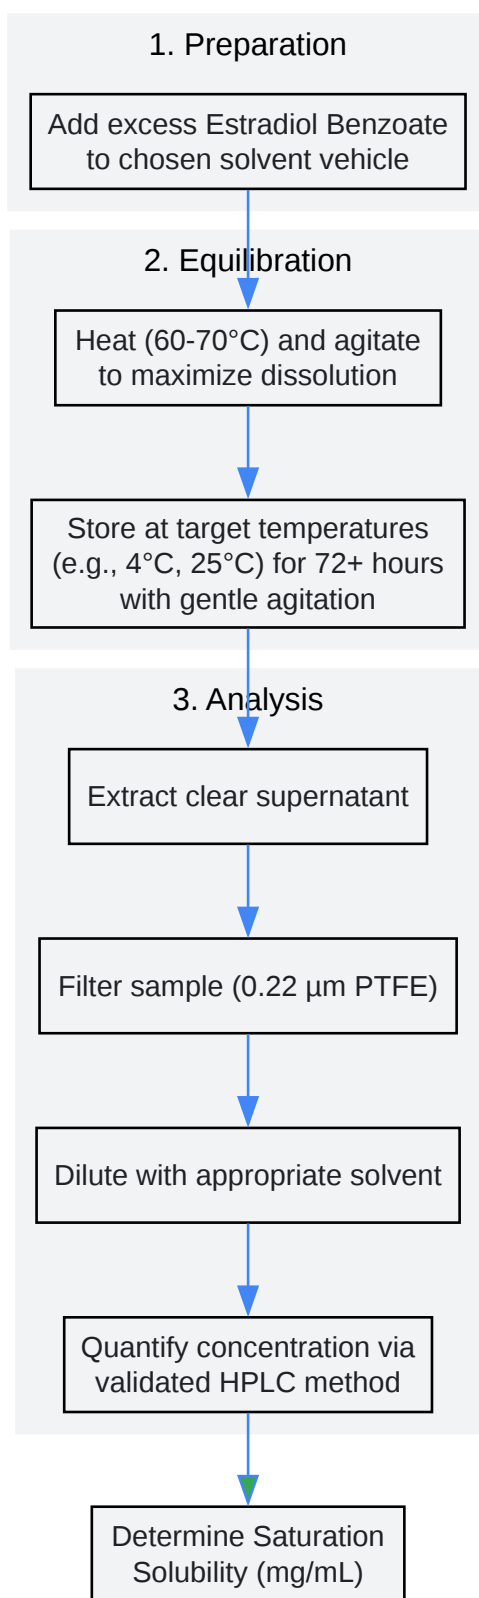 1. Preparation
Add excess Estradiol Benzoate
to chosen solvent vehicle
2. Equilibration
Heat (60-70°C) and agitate
to maximize dissolution
Store at target temperatures
(e.g., 4°C, 25°C) for 72+ hours
with gentle agitation
3. Analysis
Extract clear supernatant
Filter sample (0.22 µm PTFE)
Dilute with appropriate solvent
Quantify concentration via
validated HPLC method
Determine Saturation
Solubility (mg/mL)